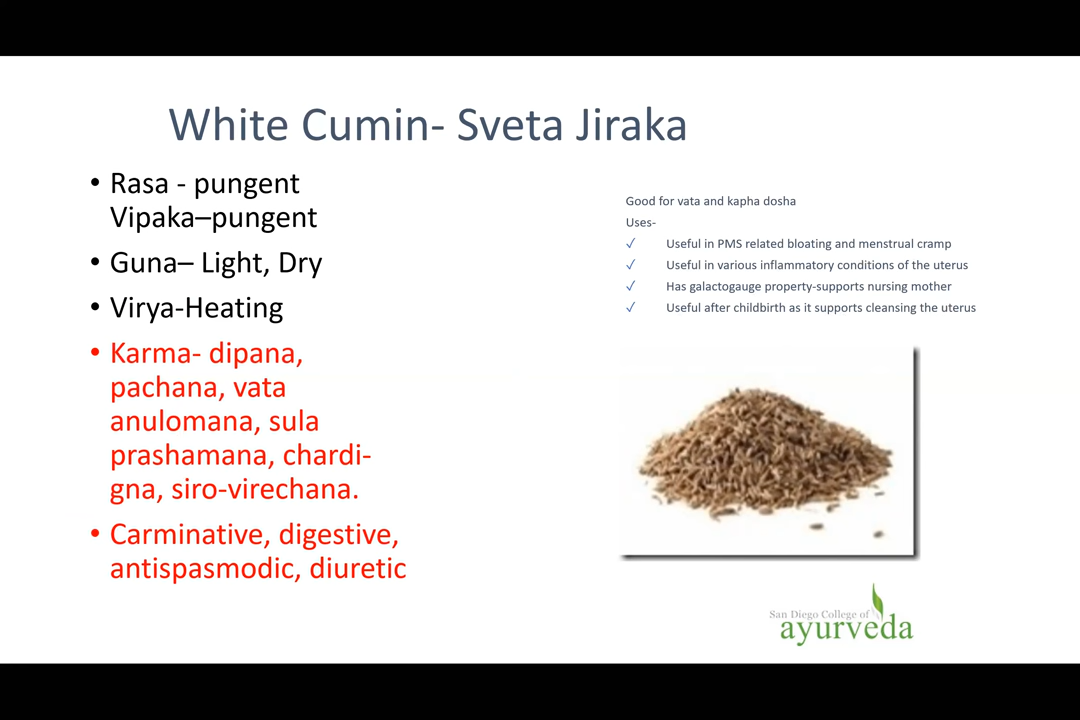 White Cumin- Sveta Jiraka
• Rasa - pungent
Vipaka–pungent
• Guna– Light, Dry
• Virya-Heating
• Karma- dipana,
pachana, vata
anulomana, sula
prashamana, chardi-
gna, siro-virechana.
• Carminative, digestive,
antispasmodic, diuretic
Good for vata and kapha dosha
Uses-
✓ Useful in PMS related bloating and menstrual cramp
✓ Useful in various inflammatory conditions of the uterus
✓ Has galactogauge property-supports nursing mother
✓ Useful after childbirth as it supports cleansing the uterus
San Diego College of
ayurveda